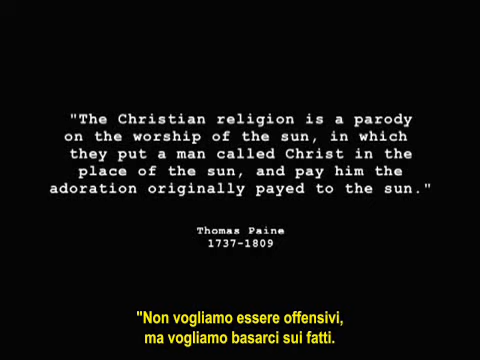 "The Christian religion is a parody
on the worship of the sun, in which
they put a man called Christ in the
place of the sun, and pay him the
adoration originally payed to the sun."
Thomas Paine
1737-1809
"Non vogliamo essere offensivi,
ma vogliamo basarci sui fatti.